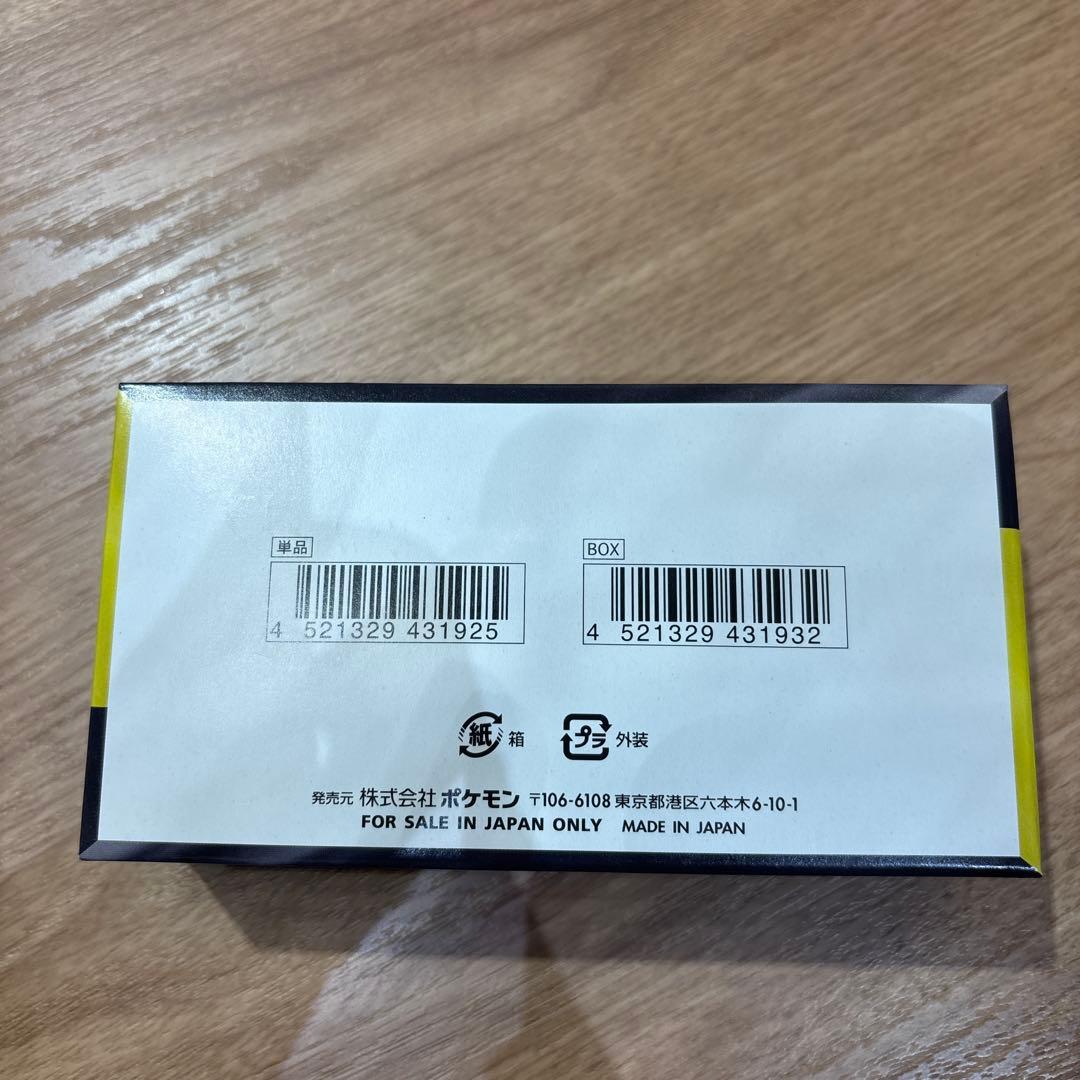 単品
BOX
4 521329 431925
4 521329 431932
紙 箱
プラ 外装
発売元 株式会社 ポケモン 〒106-6108 東京都港区六本木6-10-1
FOR SALE IN JAPAN ONLY MADE IN JAPAN